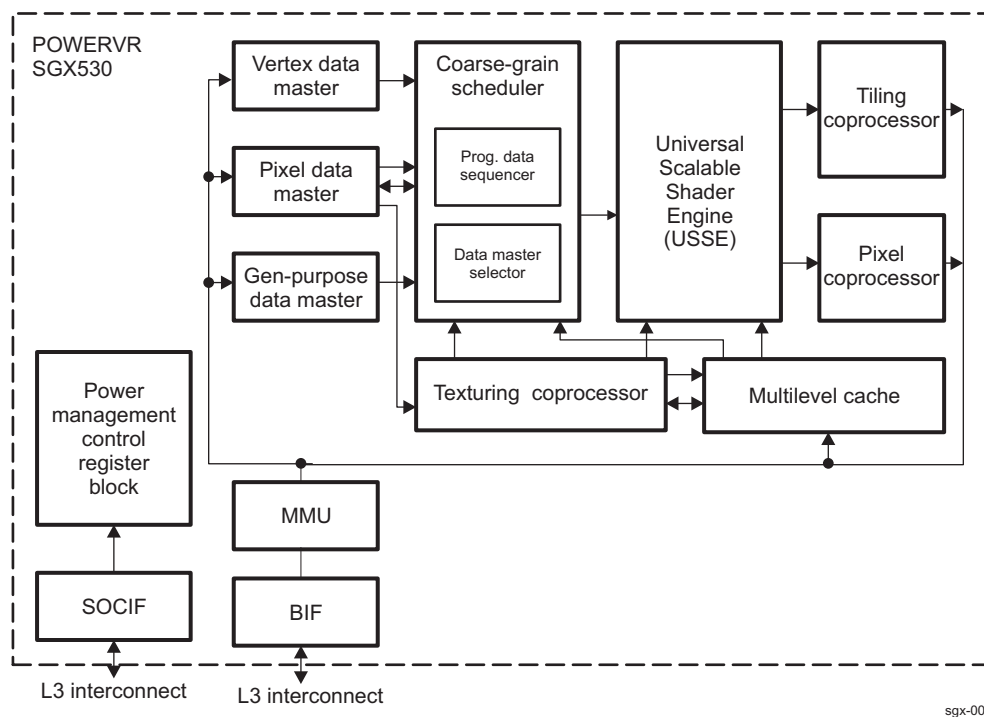 POWERVR
SGX530
Vertex data
master
Pixel data
master
Gen-purpose
data master
Coarse-grain
scheduler
Prog. data
sequencer
Data master
selector
Universal
Scalable
Shader
Engine
(USSE)
Tiling
coprocessor
Pixel
coprocessor
Power
management
control
register
block
Texturing coprocessor
Multilevel cache
MMU
SOCIF
BIF
L3 interconnect
L3 interconnect
sgx-00